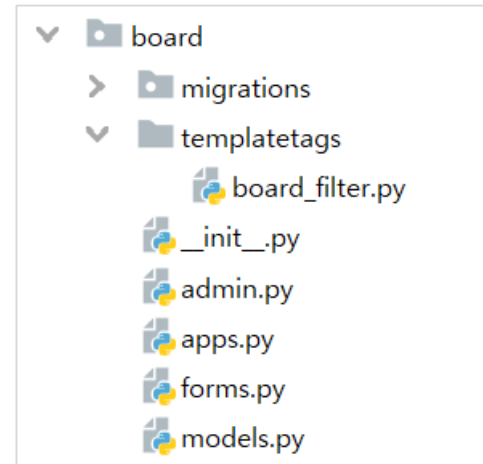 board
migrations
templatetags
board_filter.py
__init__.py
admin.py
apps.py
forms.py
models.py